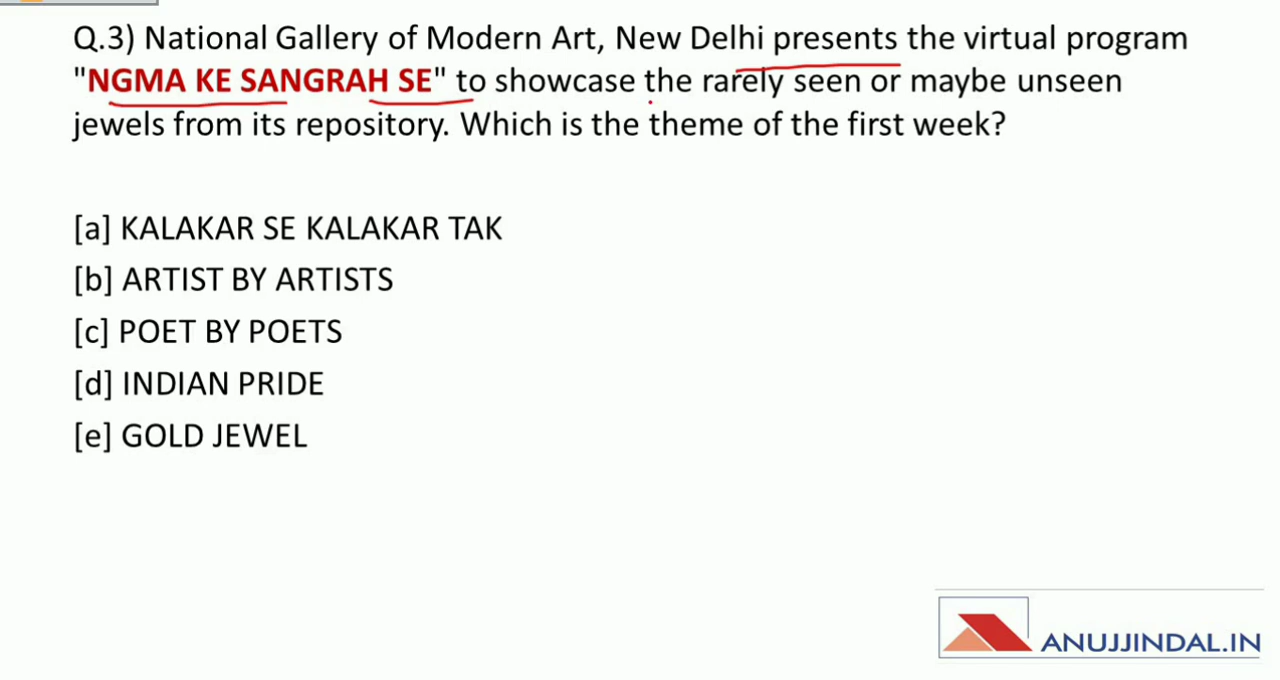 Q.3) National Gallery of Modern Art, New Delhi presents the virtual program
"NGMA KE SANGRAH SE" to showcase the rarely seen or maybe unseen
jewels from its repository. Which is the theme of the first week?
[a] KALAKAR SE KALAKAR TAK
[b] ARTIST BY ARTISTS
[c] POET BY POETS
[d] INDIAN PRIDE
[e] GOLD JEWEL
ANUJJINDAL.IN